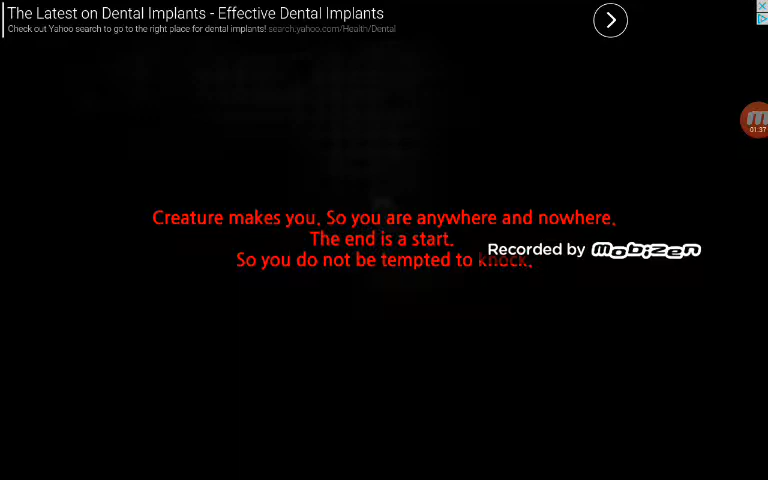 The Latest on Dental Implants - Effective Dental Implants
Check out Yahoo search to go to the right place for dental implants! search.yahoo.com/Health/Dental
01:37
Creature makes you. So you are anywhere and nowhere.
The end is a start.
Recorded by mobizen
So you do not be tempted to knock.